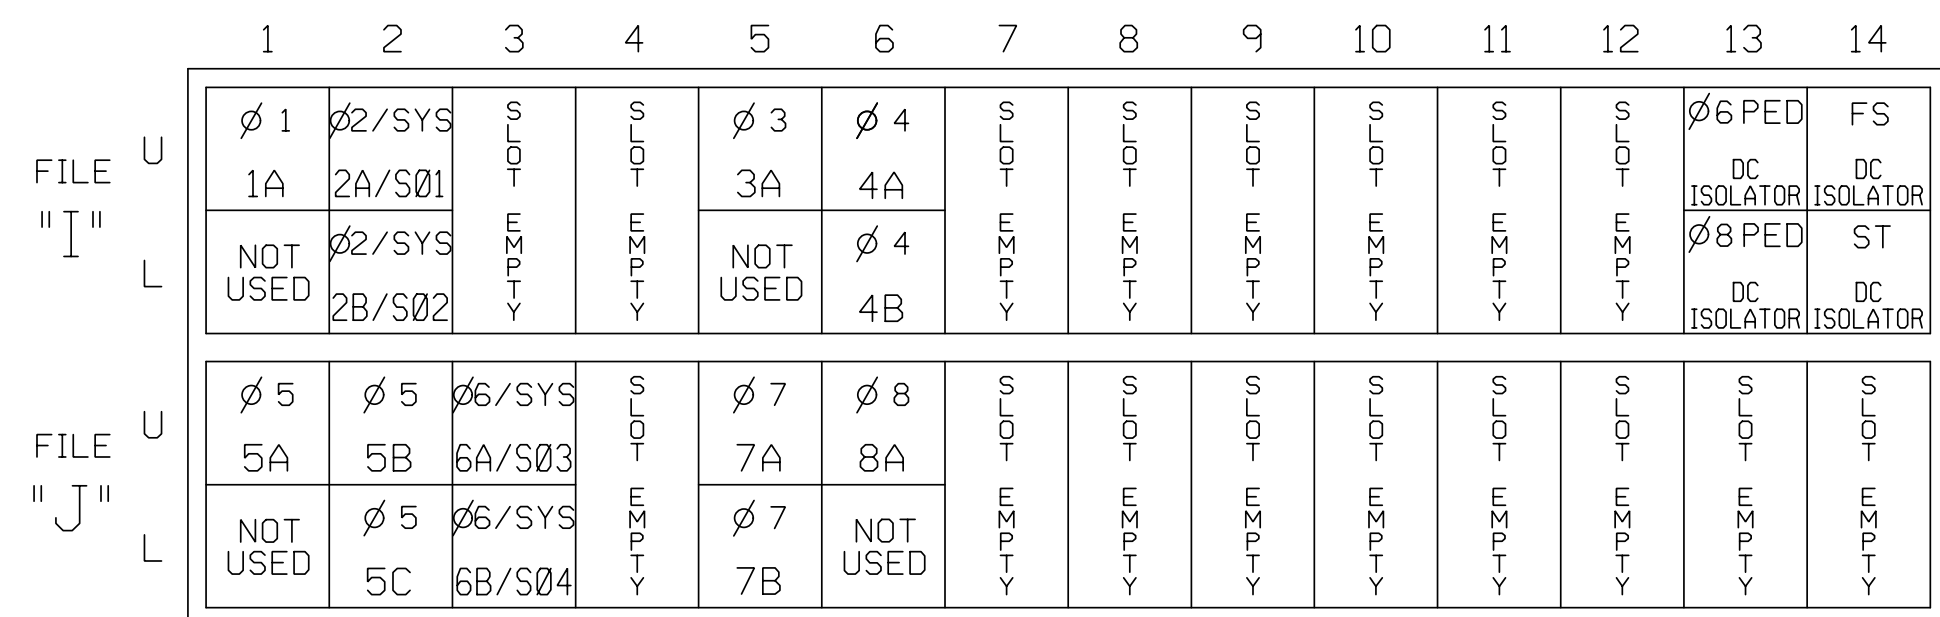 1 2 3 4 5 6 7 8 9 10 11 12 13 14
FILE "I"
U
Ø 1 Ø2/SYS SLOT EMPTY SLOT EMPTY Ø 3 Ø 4 SLOT EMPTY SLOT EMPTY SLOT EMPTY SLOT EMPTY SLOT EMPTY SLOT EMPTY Ø6 PED FS
1A 2A/SØ1 3A 4A DC ISOLATOR DC ISOLATOR
L
NOT USED Ø2/SYS NOT USED Ø 4 Ø8 PED ST
2B/SØ2 4B DC ISOLATOR DC ISOLATOR
FILE "J"
U
Ø 5 Ø 5 Ø6/SYS SLOT EMPTY Ø 7 Ø 8 SLOT EMPTY SLOT EMPTY SLOT EMPTY SLOT EMPTY SLOT EMPTY SLOT EMPTY SLOT EMPTY SLOT EMPTY
5A 5B 6A/SØ3 7A 8A
L
NOT USED Ø 5 Ø6/SYS Ø 7 NOT USED
5C 6B/SØ4 7B